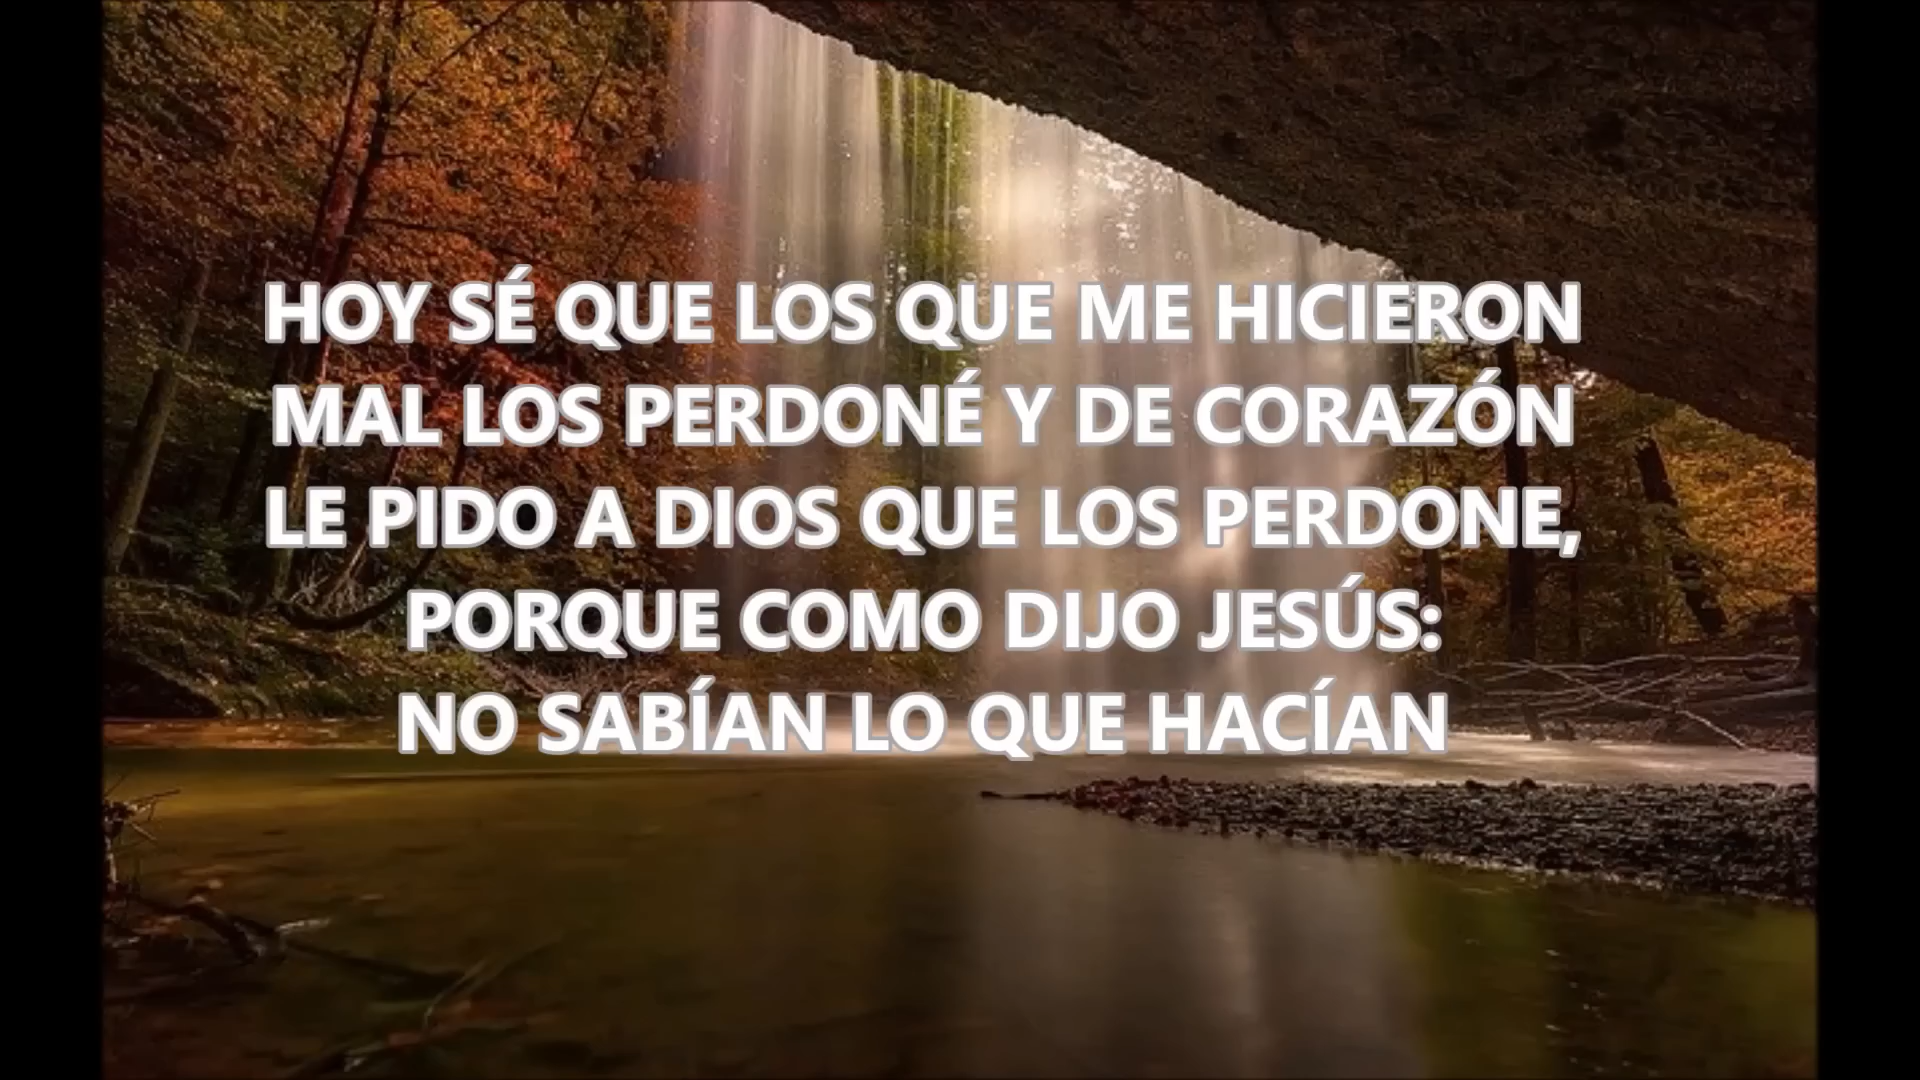 HOY SÉ QUE LOS QUE ME HICIERON
MAL LOS PERDONÉ Y DE CORAZÓN
LE PIDO A DIOS QUE LOS PERDONE,
PORQUE COMO DIJO JESÚS:
NO SABÍAN LO QUE HACÍAN